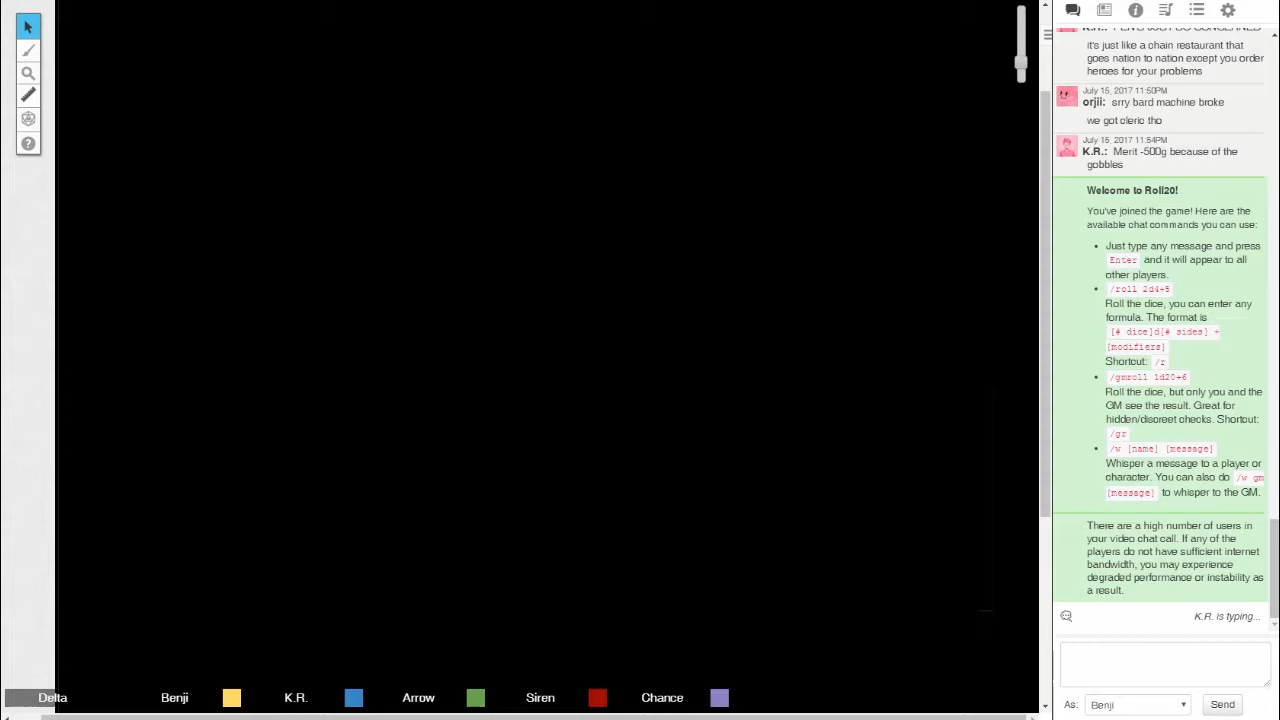 it's just like a chain restaurant that
goes nation to nation except you order
heroes for your problems
July 15, 2017 11:50PM
orjii: srry bard machine broke
we got cleric tho
July 15, 2017 11:54PM
K.R.: Merit -500g because of the
gobbles
Welcome to Roll20!
You've joined the game! Here are the
available chat commands you can use:
Just type any message and press
Enter and it will appear to all
other players.
/roll 2d4+5
Roll the dice, you can enter any
formula. The format is
[# dice]d[# sides] +
[modifiers]
Shortcut: /r
/gmroll 1d20+6
Roll the dice, but only you and the
GM see the result. Great for
hidden/discreet checks. Shortcut:
/gr
/w [name] [message]
Whisper a message to a player or
character. You can also do /w gm
[message] to whisper to the GM.
There are a high number of users in
your video chat call. If any of the
players do not have sufficient internet
bandwidth, you may experience
degraded performance or instability as
a result.
K.R. is typing...
As: Benji Send
Delta Benji K.R. Arrow Siren Chance